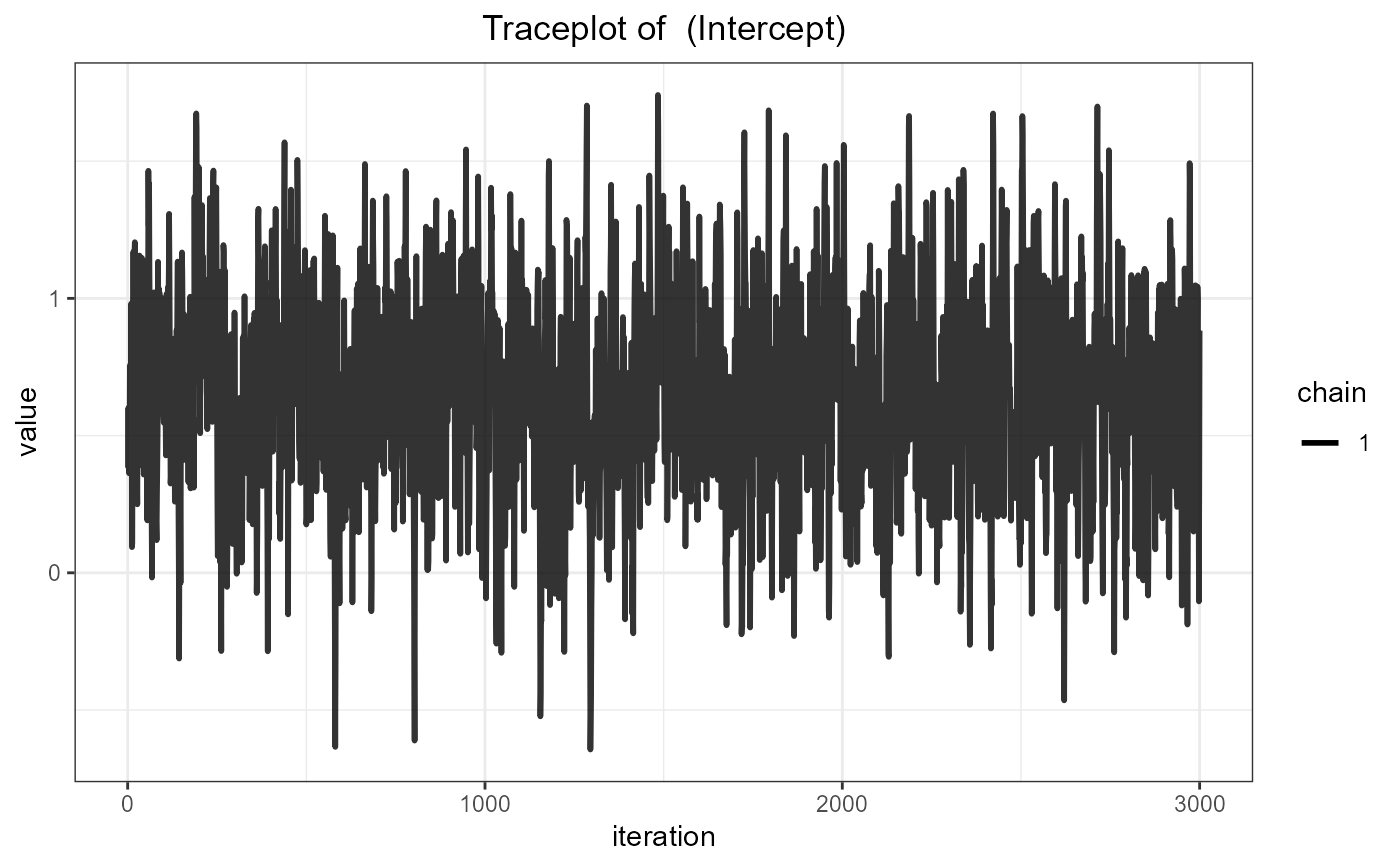 Traceplot of  (Intercept)
1
0
value
0 1000 2000 3000
iteration
chain
1